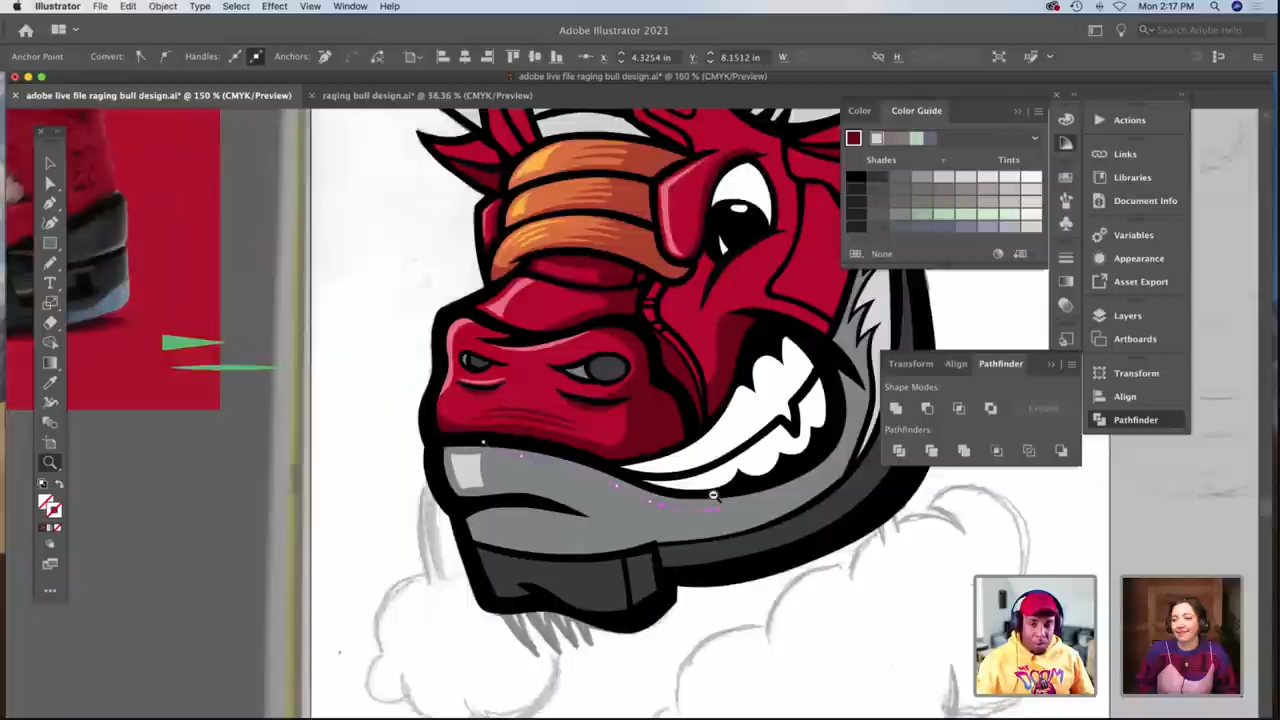 Illustrator File Edit Object Type Select Effect View Window Help Mon 2:17 PM
Adobe Illustrator 2021 Search Adobe Help
Anchor Point Convert: Handles: Anchors: X: 4.3254 in Y: 8.1512 in W: H:
adobe live file raging bull design.ai* @ 150 % (CMYK/Preview)
× adobe live file raging bull design.ai* @ 150 % (CMYK/Preview) × raging bull design.ai* @ 38.36 % (CMYK/Preview)
Color Color Guide
Shades Tints
None
Actions
Links
Libraries
Document Info
Variables
Appearance
Asset Export
Layers
Artboards
Transform
Align
Pathfinder
Transform Align Pathfinder
Shape Modes:
Expand
Pathfinders:
DOOM